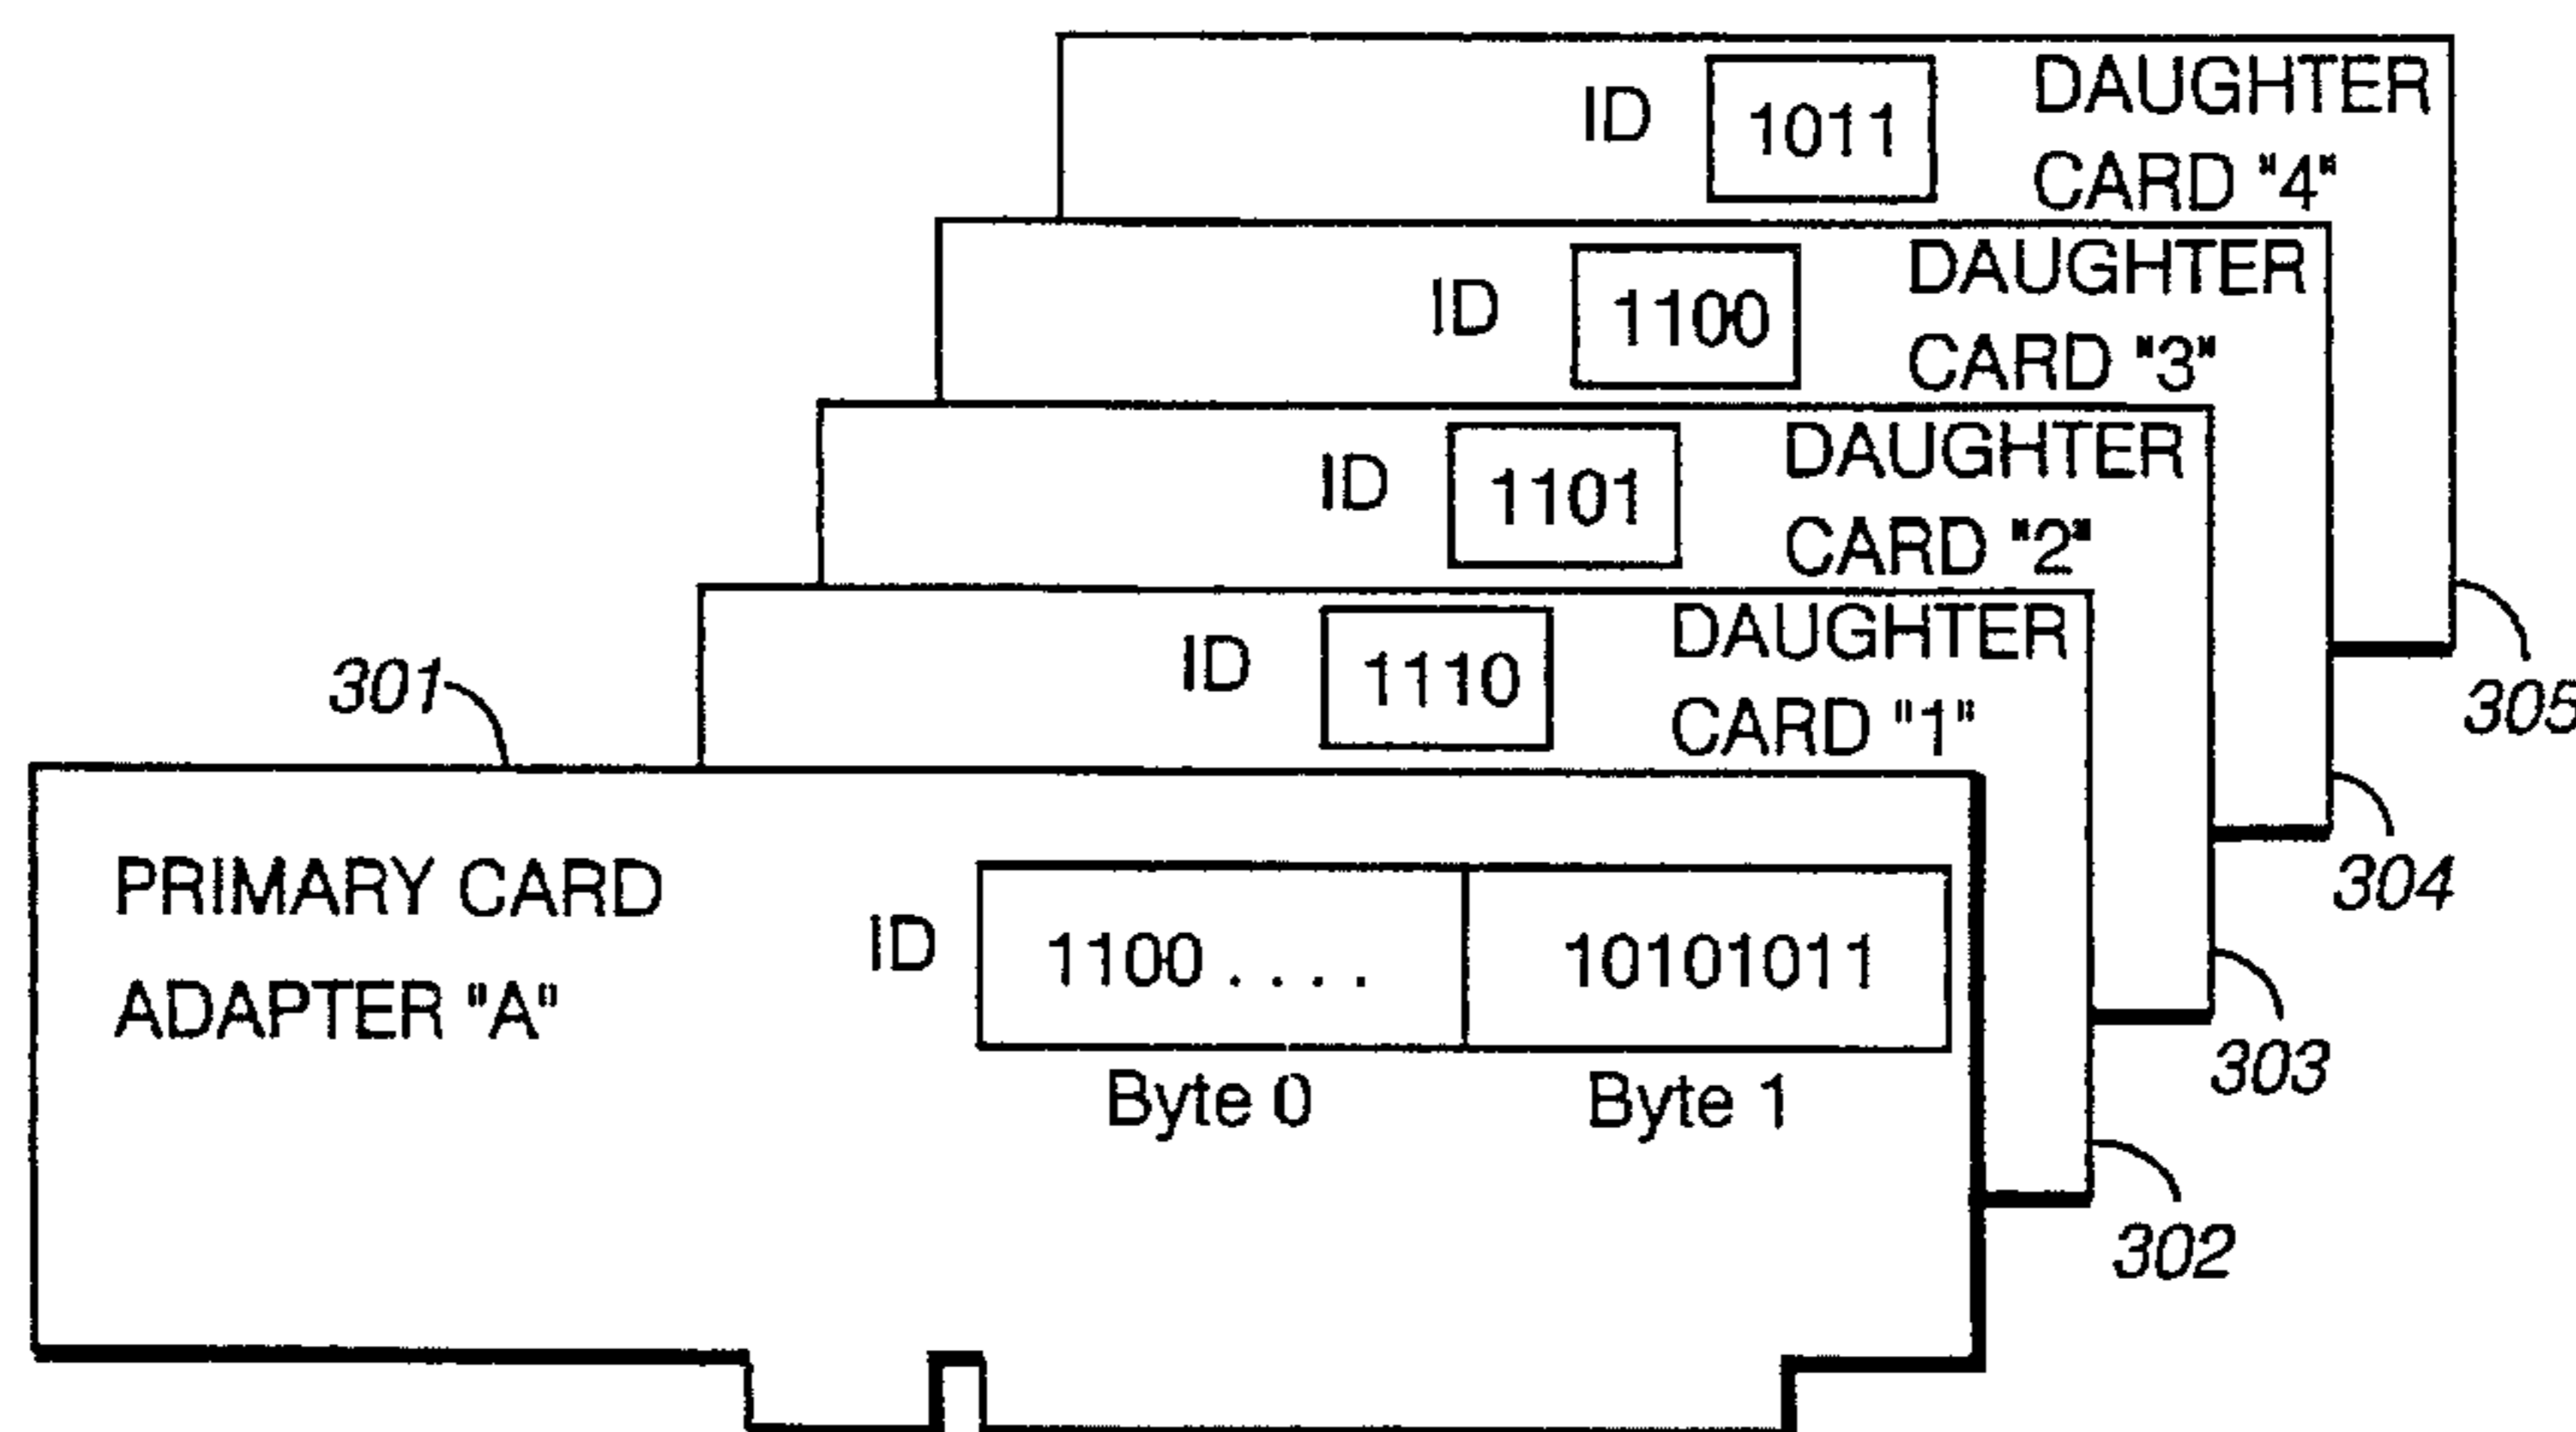 ID 1011 DAUGHTER
CARD "4"
ID 1100 DAUGHTER
CARD "3"
ID 1101 DAUGHTER
CARD "2"
ID 1110 DAUGHTER
CARD "1"
301
305
PRIMARY CARD
ADAPTER "A"
ID 1100 . . . . 10101011
Byte 0 Byte 1
304
303
302